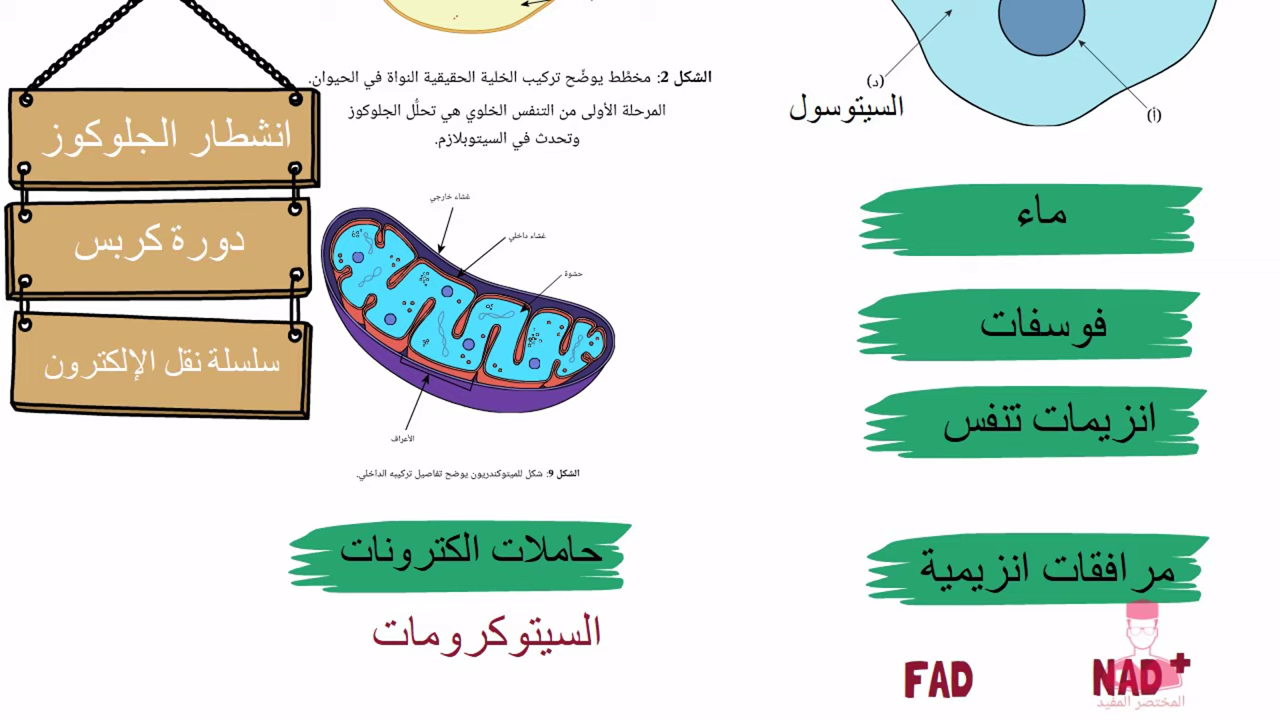 (د)
السيتوسول
(أ)
الشكل 2: مخطَّط يوضِّح تركيب الخلية الحقيقية النواة في الحيوان.
المرحلة الأولى من التنفس الخلوي هي تحلُّل الجلوكوز
وتحدث في السيتوبلازم.
انشطار الجلوكوز
دورة كربس
سلسلة نقل الإلكترون
غشاء خارجي
غشاء داخلي
حشوة
الأعراف
الشكل 9: شكل للميتوكندريون يوضح تفاصيل تركيبه الداخلي.
ماء
فوسفات
انزيمات تنفس
مرافقات انزيمية
NAD+
FAD
حاملات الكترونات
السيتوكرومات
المختصر المفيد